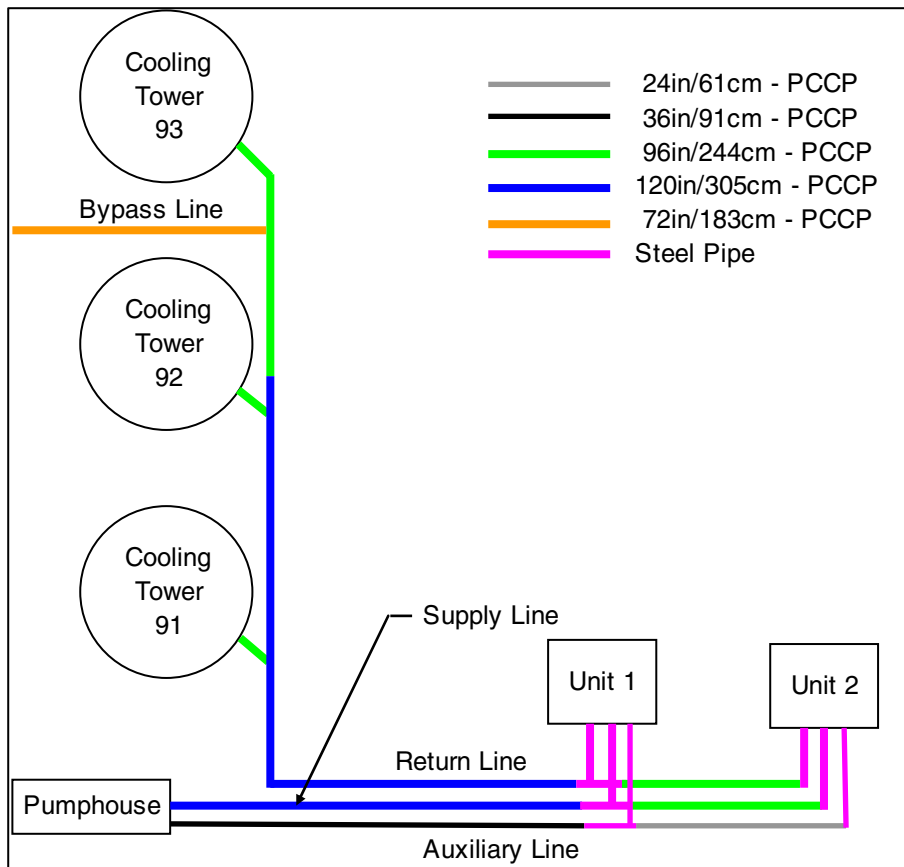 Cooling
Tower
93
24in/61cm - PCCP
36in/91cm - PCCP
96in/244cm - PCCP
120in/305cm - PCCP
72in/183cm - PCCP
Steel Pipe
Bypass Line
Cooling
Tower
92
Cooling
Tower
91
Supply Line
Unit 1
Unit 2
Return Line
Pumphouse
Auxiliary Line